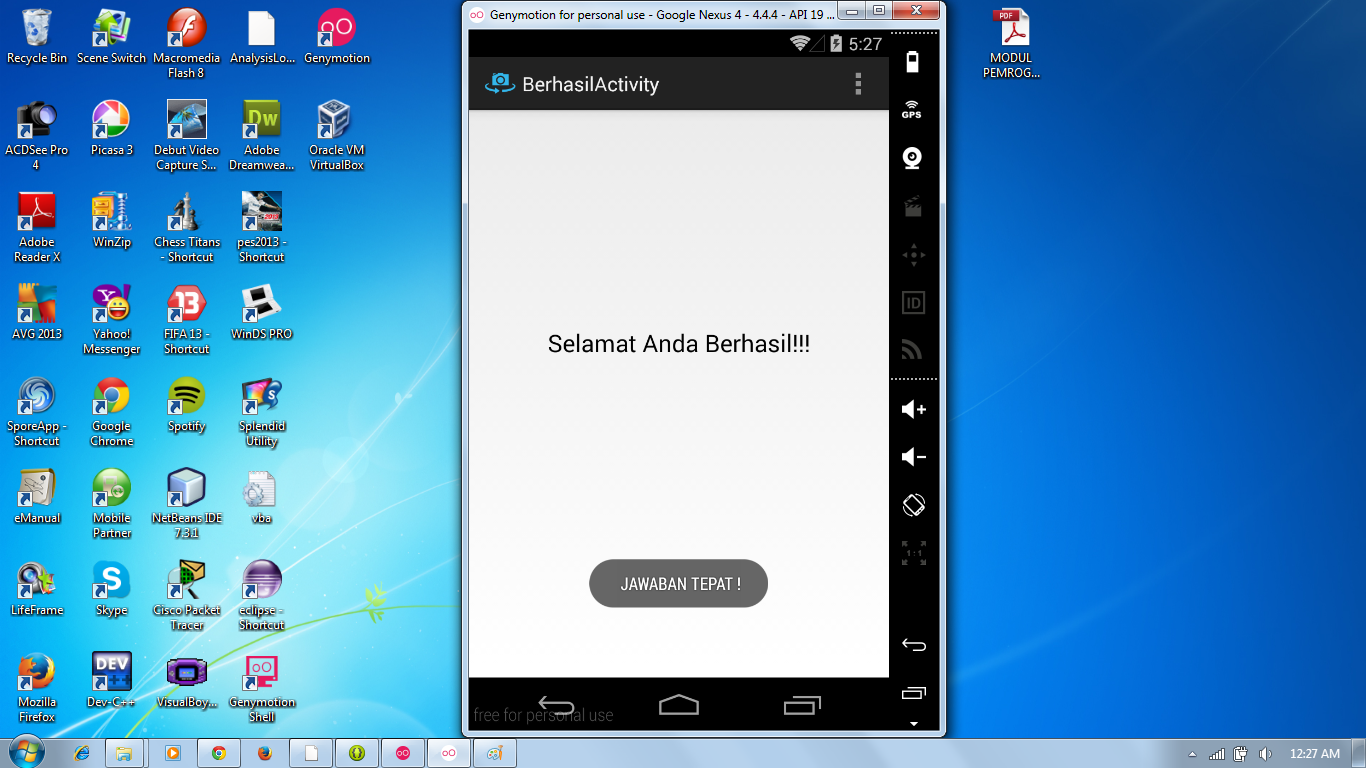 Recycle Bin
Scene Switch
Macromedia
Flash 8
AnalysisLo...
Genymotion
ACDSee Pro
4
Picasa 3
Debut Video
Capture S...
Dw
Adobe
Dreamwea...
Oracle VM
VirtualBox
Adobe
Reader X
WinZip
Chess Titans
- Shortcut
pes2013 -
Shortcut
AVG 2013
Yahoo!
Messenger
13
FIFA 13 -
Shortcut
WinDS PRO
SporeApp -
Shortcut
Google
Chrome
Spotify
Splendid
Utility
eManual
Mobile
Partner
NetBeans IDE
7.3.1
vba
LifeFrame
Skype
Cisco Packet
Tracer
eclipse -
Shortcut
Mozilla
Firefox
DEV
Dev-C++
VisualBoy...
Genymotion
Shell
Genymotion for personal use - Google Nexus 4 - 4.4.4 - API 19 ...
5:27
BerhasilActivity
Selamat Anda Berhasil!!!
JAWABAN TEPAT !
free for personal use
GPS
ID
1:1
PDF
MODUL
PEMROG...
12:27 AM